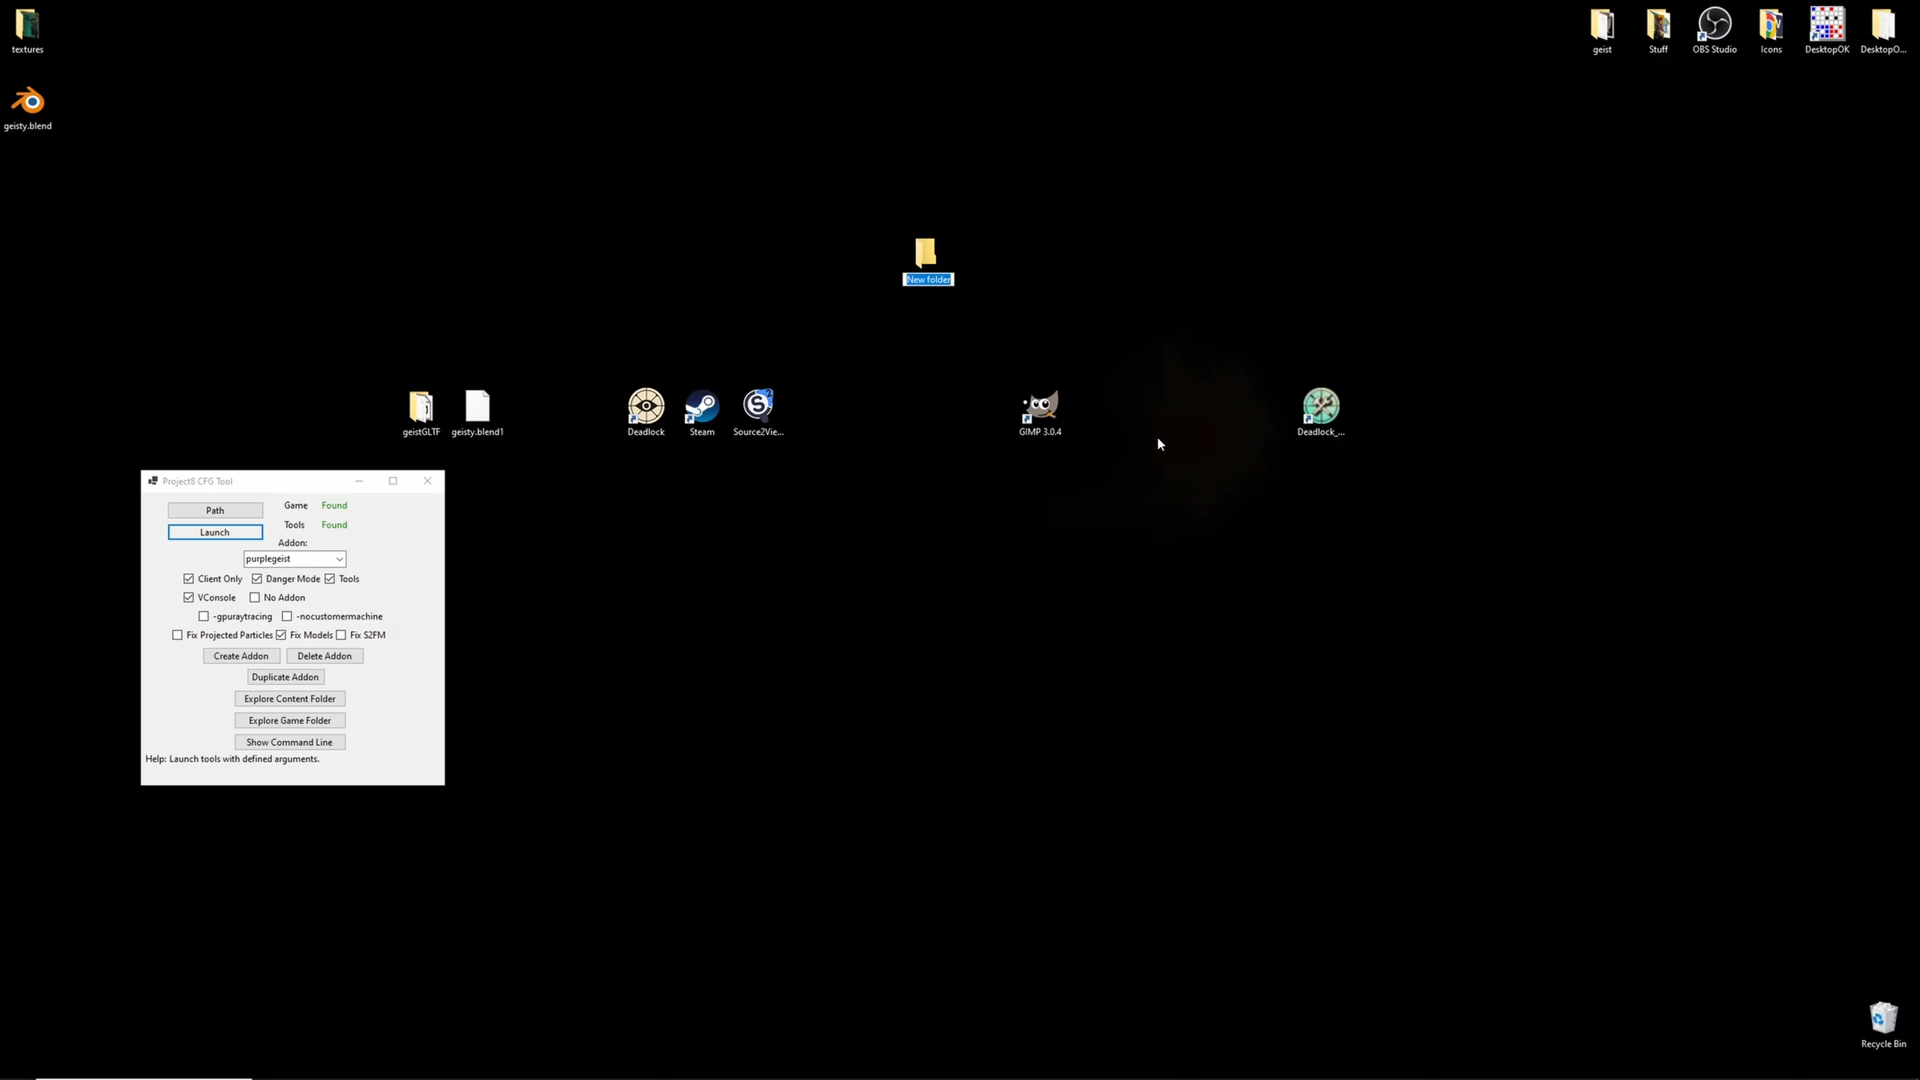 textures
geisty.blend
geist
Stuff
OBS Studio
Icons
DesktopOK
DesktopO...
New folder
geistGLTF
geisty.blend1
Deadlock
Steam
Source2Vie...
GIMP 3.0.4
Deadlock_...
Project8 CFG Tool
Path
Game Found
Launch
Tools Found
Addon:
purplegeist
Client Only Danger Mode Tools
VConsole No Addon
-gpuraytracing -nocustomermachine
Fix Projected Particles Fix Models Fix S2FM
Create Addon Delete Addon
Duplicate Addon
Explore Content Folder
Explore Game Folder
Show Command Line
Help: Launch tools with defined arguments.
Recycle Bin